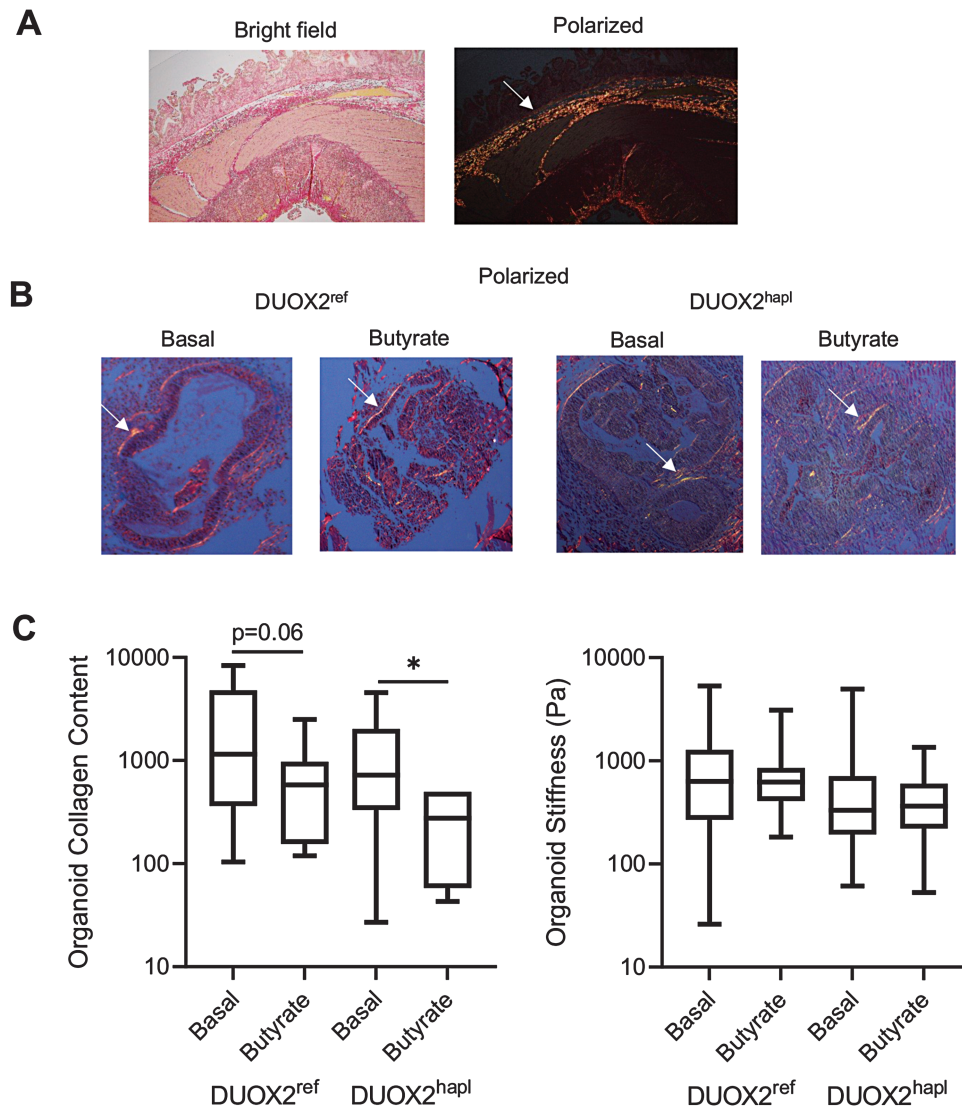 A
Bright field
Polarized
B
Polarized
DUOX2ref
DUOX2hapl
Basal
Butyrate
Basal
Butyrate
C
p=0.06
*
10000
1000
100
10
Organoid Collagen Content
Basal
Butyrate
Basal
Butyrate
DUOX2ref
DUOX2hapl
10000
1000
100
10
Organoid Stiffness (Pa)
Basal
Butyrate
Basal
Butyrate
DUOX2ref
DUOX2hapl